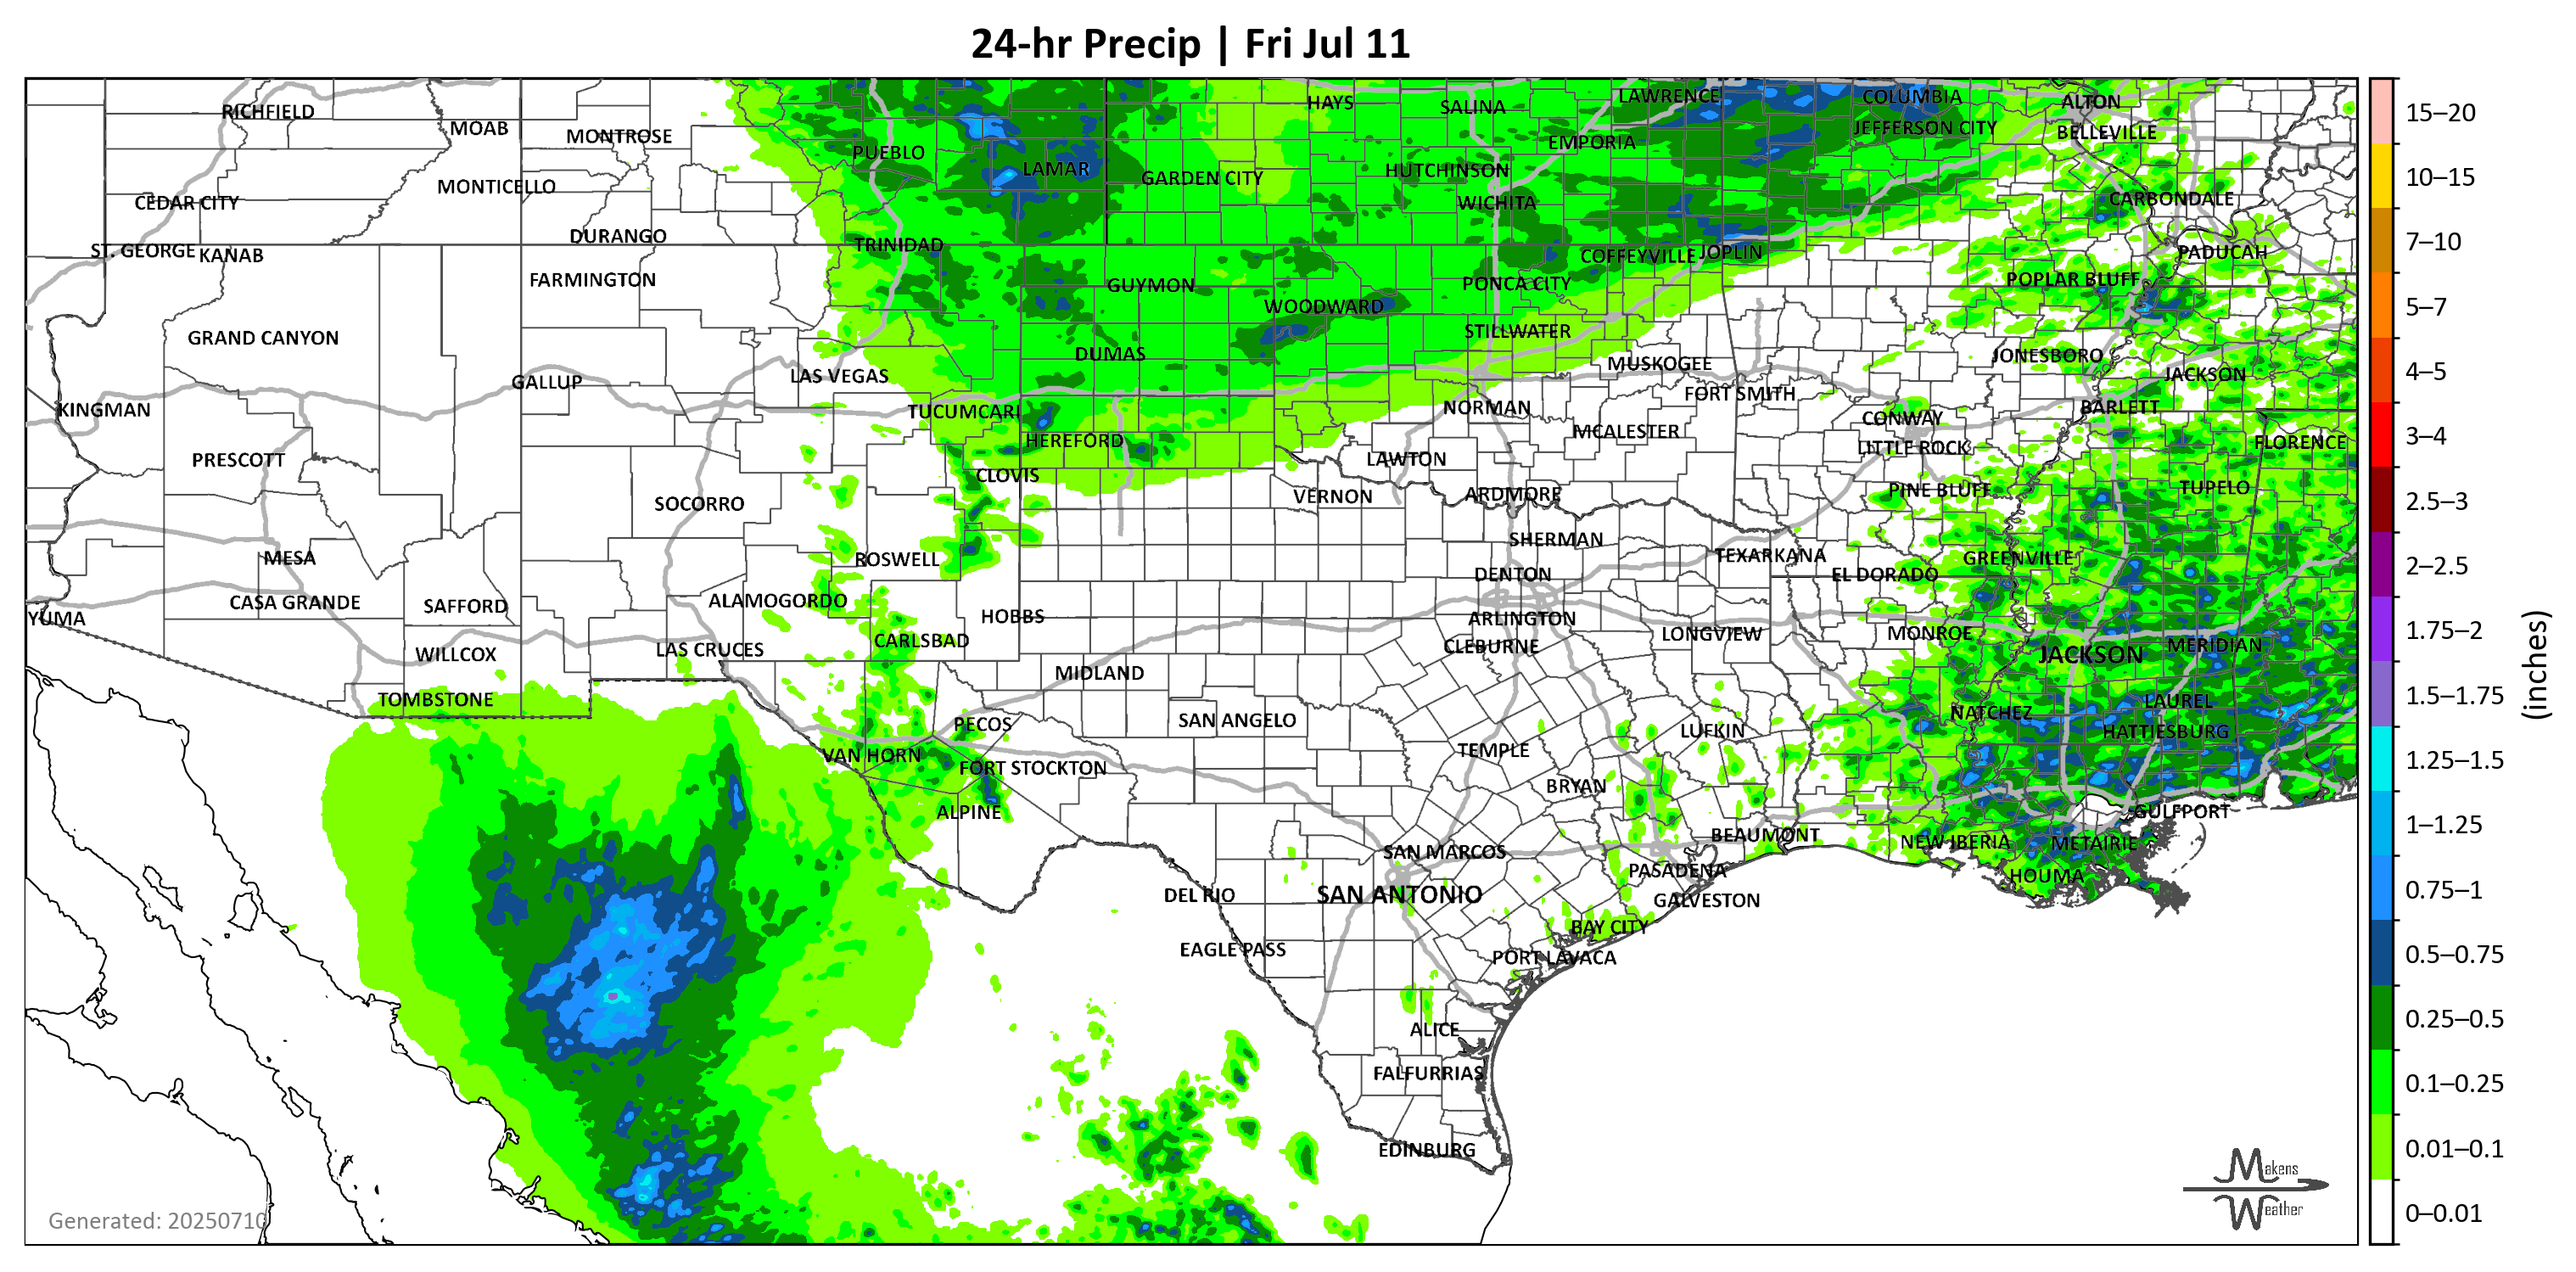 24-hr Precip | Fri Jul 11
RICHFIELD
MOAB
MONTROSE
PUEBLO
LAMAR
GARDEN CITY
HAYS
SALINA
LAWRENCE
COLUMBIA
ALTON
EMPORIA
JEFFERSON CITY
BELLEVILLE
HUTCHINSON
WICHITA
CARBONDALE
CEDAR CITY
MONTICELLO
ST. GEORGE
KANAB
DURANGO
TRINIDAD
COFFEYVILLE
JOPLIN
PADUCAH
FARMINGTON
GUYMON
WOODWARD
PONCA CITY
POPLAR BLUFF
GRAND CANYON
DUMAS
STILLWATER
MUSKOGEE
JONESBORO
GALLUP
LAS VEGAS
FORT SMITH
JACKSON
KINGMAN
TUCUMCARI
NORMAN
CONWAY
BARLETT
HEREFORD
MCALESTER
LITTLE ROCK
FLORENCE
PRESCOTT
CLOVIS
LAWTON
SOCORRO
VERNON
ARDMORE
PINE BLUFF
TUPELO
MESA
ROSWELL
SHERMAN
TEXARKANA
GREENVILLE
DENTON
EL DORADO
CASA GRANDE
SAFFORD
ALAMOGORDO
HOBBS
ARLINGTON
YUMA
CARLSBAD
CLEBURNE
LONGVIEW
MONROE
WILLCOX
LAS CRUCES
JACKSON
MERIDIAN
MIDLAND
TOMBSTONE
PECOS
SAN ANGELO
LUFKIN
NATCHEZ
LAUREL
HATTIESBURG
VAN HORN
FORT STOCKTON
TEMPLE
BRYAN
ALPINE
GULFPORT
SAN MARCOS
BEAUMONT
NEW IBERIA
METAIRIE
PASADENA
HOUMA
DEL RIO
SAN ANTONIO
GALVESTON
BAY CITY
EAGLE PASS
PORT LAVACA
ALICE
FALFURRIAS
EDINBURG
Generated: 20250710
Makens
Weather
15–20
10–15
7–10
5–7
4–5
3–4
2.5–3
2–2.5
1.75–2
1.5–1.75
1.25–1.5
1–1.25
0.75–1
0.5–0.75
0.25–0.5
0.1–0.25
0.01–0.1
0–0.01
(inches)